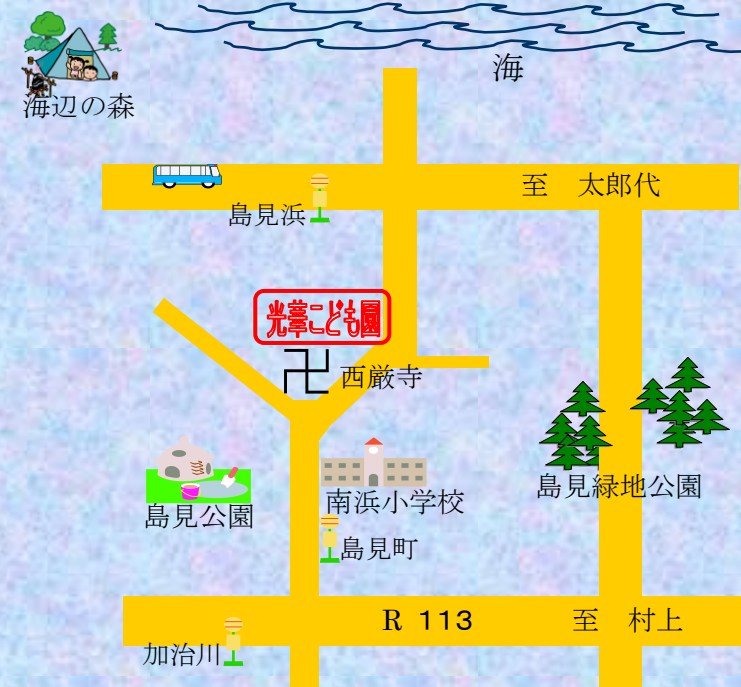 海
海辺の森
至　太郎代
島見浜
光華こども園
卍
西厳寺
島見緑地公園
南浜小学校
島見公園
島見町
R 113
至　村上
加治川